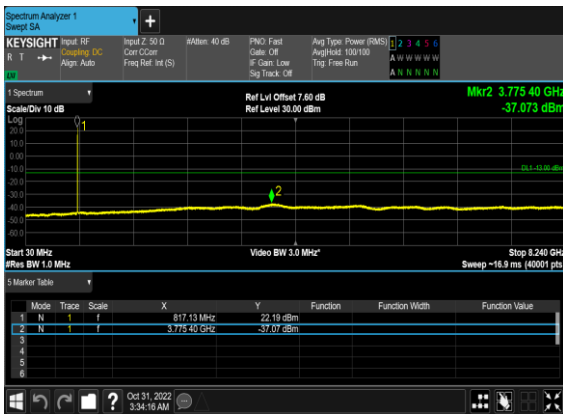 Spectrum Analyzer 1
Swept SA
KEYSIGHT Input: RF Input Z: 50 Ω #Atten: 40 dB PNO: Fast Avg Type: Power (RMS) 1 2 3 4 5 6
R T Coupling: DC Corr CCorr Gate: Off Avg|Hold: 100/100 A W W W W W
Align: Auto Freq Ref: Int (S) IF Gain: Low Trig: Free Run
Sig Track: Off A N N N N N
1 Spectrum Ref Lvl Offset 7.60 dB Mkr2 3.775 40 GHz
Scale/Div 10 dB Ref Level 30.00 dBm -37.073 dBm
Log
20.0
10.0
0.00
-10.0
-20.0
-30.0
-40.0
-50.0
-60.0
1
DL1 -13.00 dBm
2
Start 30 MHz Video BW 3.0 MHz* Stop 8.240 GHz
#Res BW 1.0 MHz Sweep ~16.9 ms (40001 pts)
5 Marker Table
Mode Trace Scale X Y Function Function Width Function Value
1 N 1 f 817.13 MHz 22.19 dBm
2 N 1 f 3.775 40 GHz -37.07 dBm
3
4
5
6
? Oct 31, 2022
3:34:16 AM